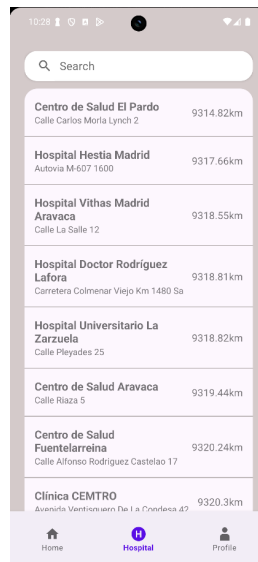 10:28
Search
Centro de Salud El Pardo
9314.82km
Calle Carlos Morla Lynch 2
Hospital Hestia Madrid
9317.66km
Autovia M-607 1600
Hospital Vithas Madrid
Aravaca
9318.55km
Calle La Salle 12
Hospital Doctor Rodríguez
Lafora
9318.81km
Carretera Colmenar Viejo Km 1480 Sa
Hospital Universitario La
Zarzuela
9318.82km
Calle Pleyades 25
Centro de Salud Aravaca
9319.44km
Calle Riaza 5
Centro de Salud
Fuentelarreina
9320.24km
Calle Alfonso Rodriguez Castelao 17
Clínica CEMTRO
9320.3km
Avenida Ventisquero De La Condesa 42
H
Home
Hospital
Profile